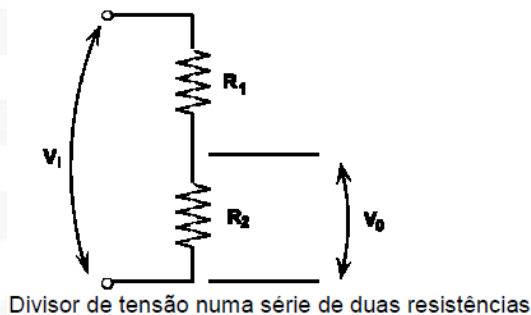 R1
VI
R2
V0
Divisor de tensão numa série de duas resistências